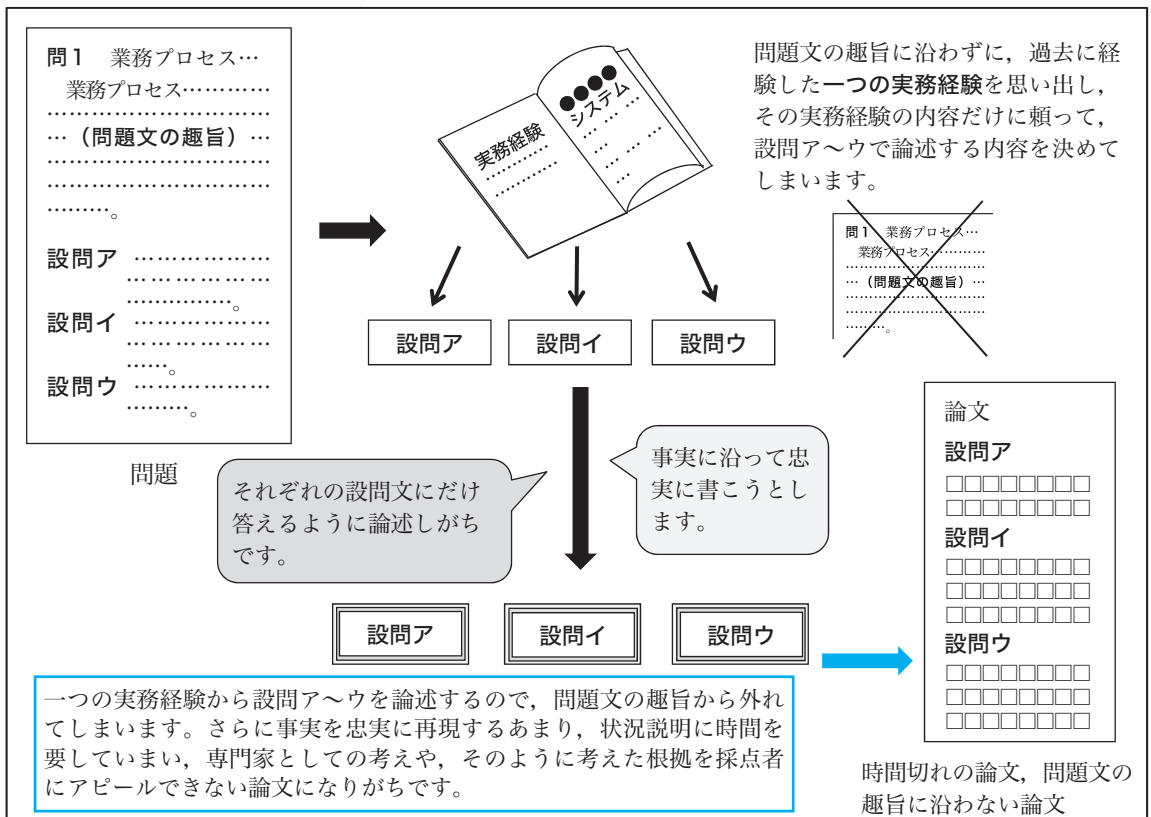 問1 業務プロセス…
業務プロセス…………
……………………………
… (問題文の趣旨) …
……………………………
……………………………
………。
設問ア ………………
………………
……………。
設問イ ………………
………………
……。
設問ウ ………………
………。
問題
実務経験
…………
…………
●●●●
システム
… …
… …
…
…
問題文の趣旨に沿わずに，過去に経
験した一つの実務経験を思い出し，
その実務経験の内容だけに頼って，
設問ア～ウで論述する内容を決めて
しまいます。
問1 業務プロセス…
業務プロセス…………
……………………………
… (問題文の趣旨) …
……………………………
……………………………
………。
設問ア
設問イ
設問ウ
それぞれの設問文にだけ
答えるように論述しがち
です。
事実に沿って忠
実に書こうとし
ます。
設問ア
設問イ
設問ウ
一つの実務経験から設問ア～ウを論述するので，問題文の趣旨から外れ
てしまいます。さらに事実を忠実に再現するあまり，状況説明に時間を
要していまい，専門家としての考えや，そのように考えた根拠を採点者
にアピールできない論文になりがちです。
論文
設問ア
□□□□□□□□
□□□□□□□□
設問イ
□□□□□□□□
□□□□□□□□
□□□□□□□□
設問ウ
□□□□□□□□
□□□□□□□□
□□□□□□□□
時間切れの論文，問題文の
趣旨に沿わない論文